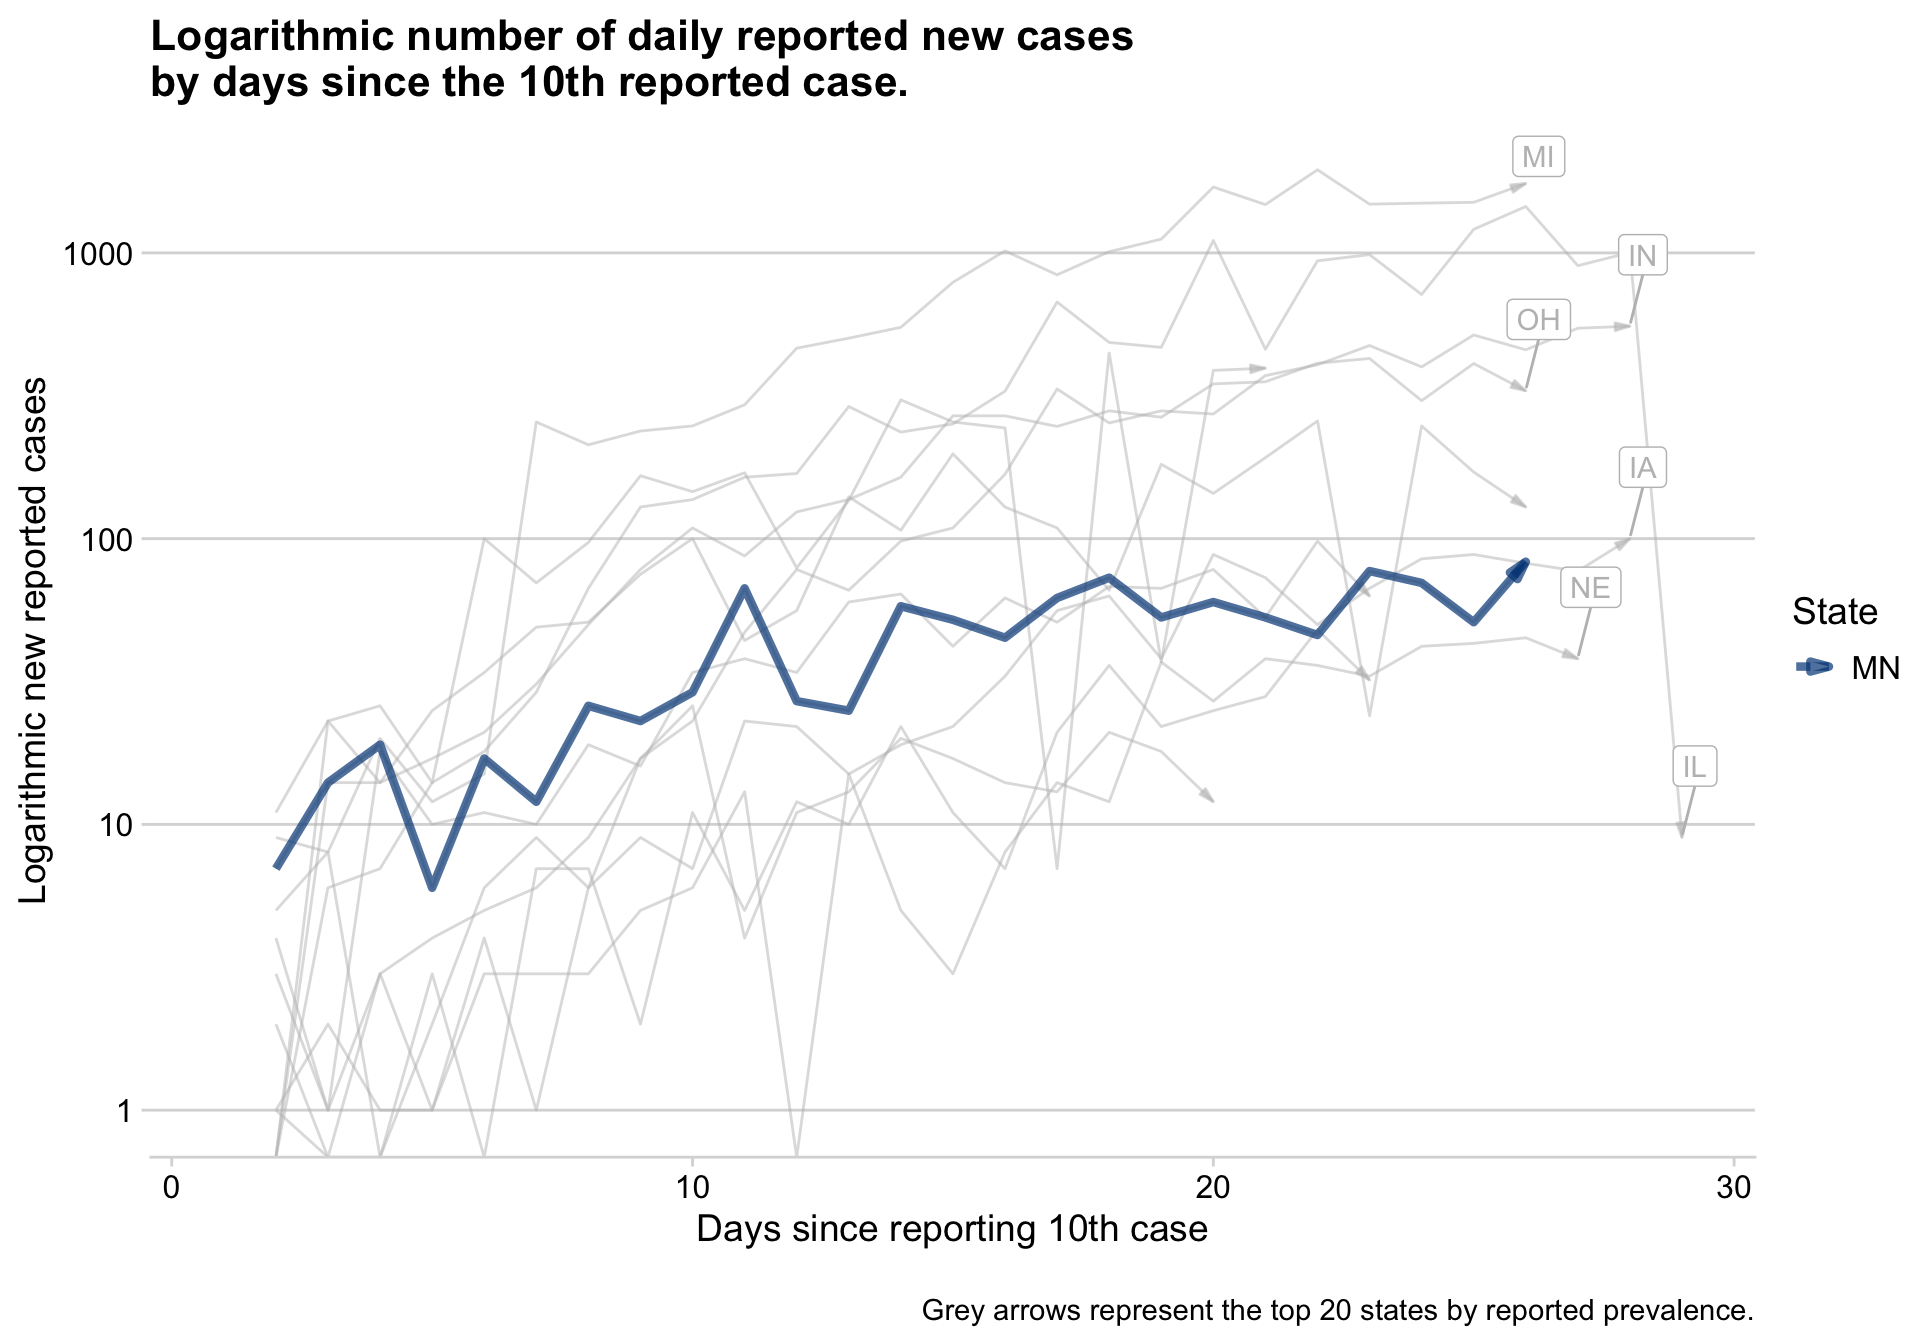 Logarithmic number of daily reported new cases
by days since the 10th reported case.
Logarithmic new reported cases
1000
100
10
1
MI
IN
OH
IA
NE
IL
State
MN
0
10
20
30
Days since reporting 10th case
Grey arrows represent the top 20 states by reported prevalence.